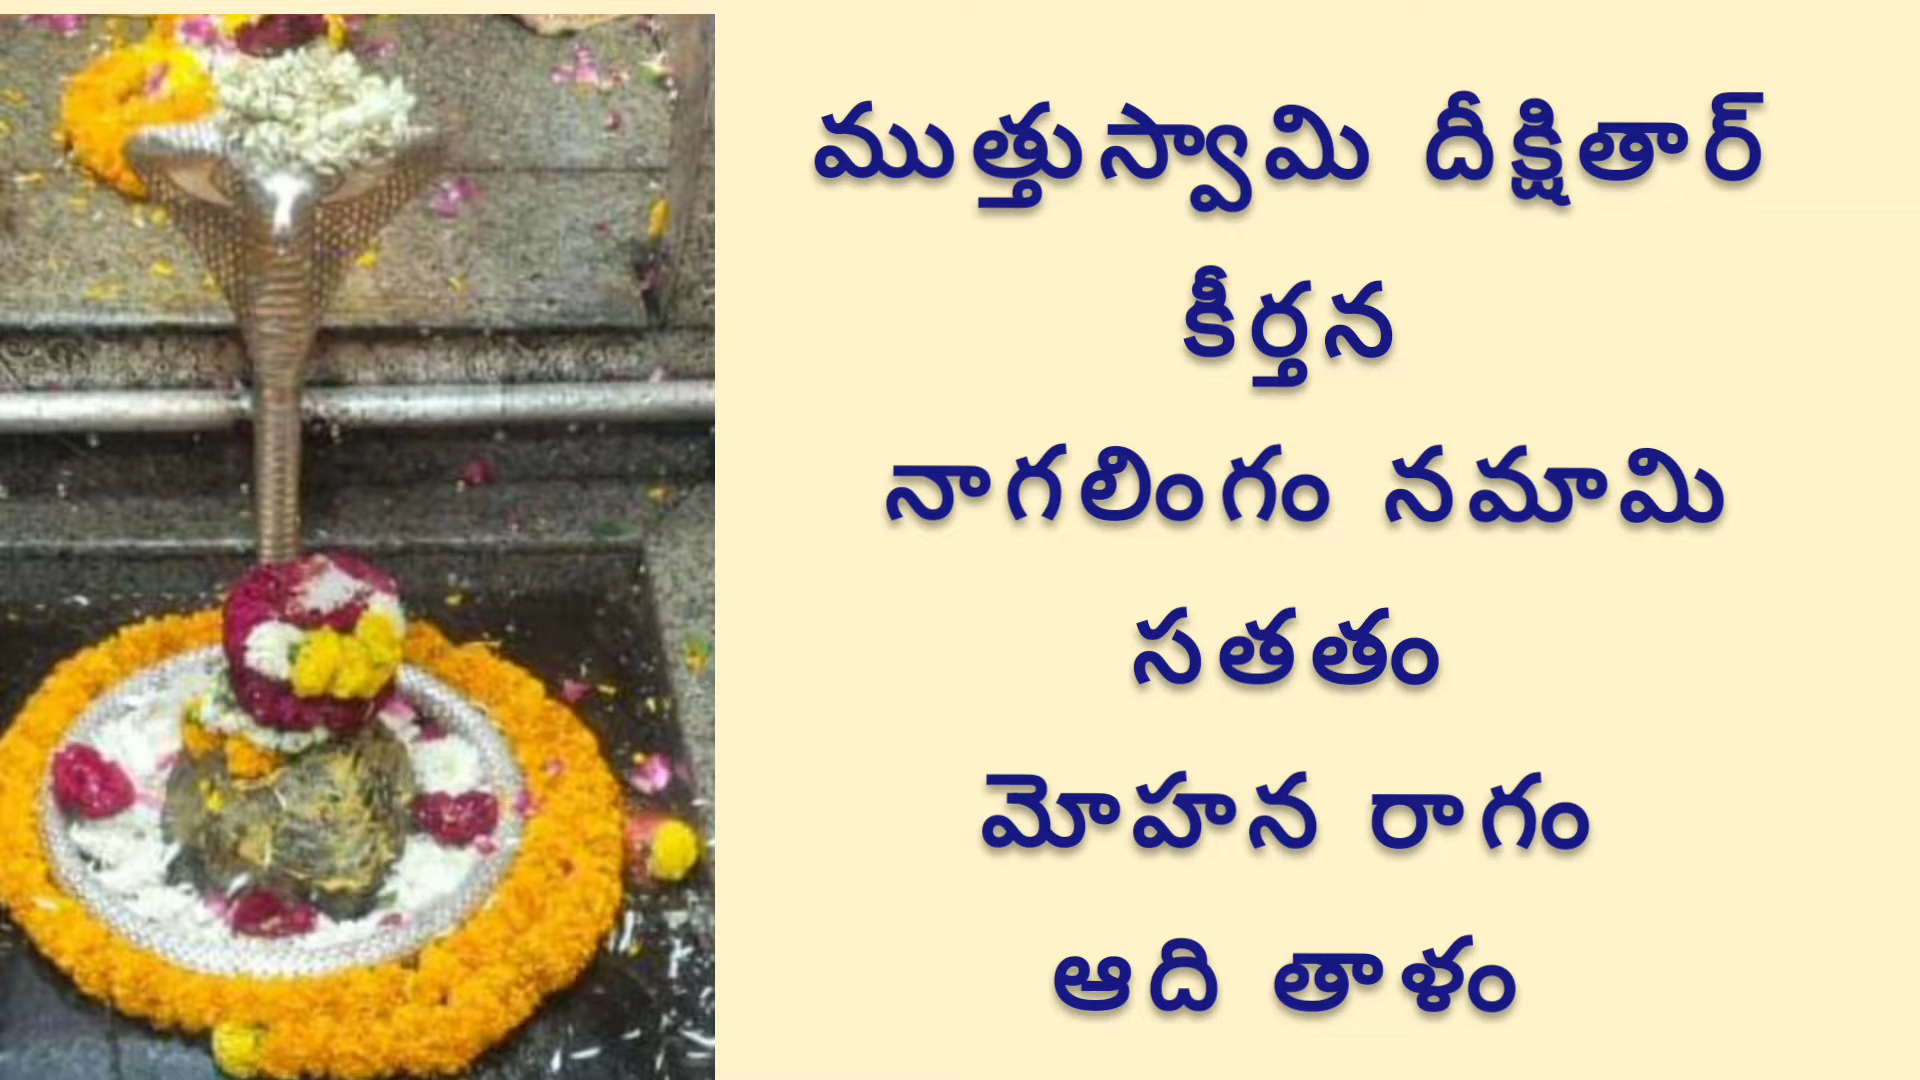 ముత్తుస్వామి దీక్షితార్
కీర్తన
నాగలింగం నమామి
సతతం
మోహన రాగం
ఆది తాళం